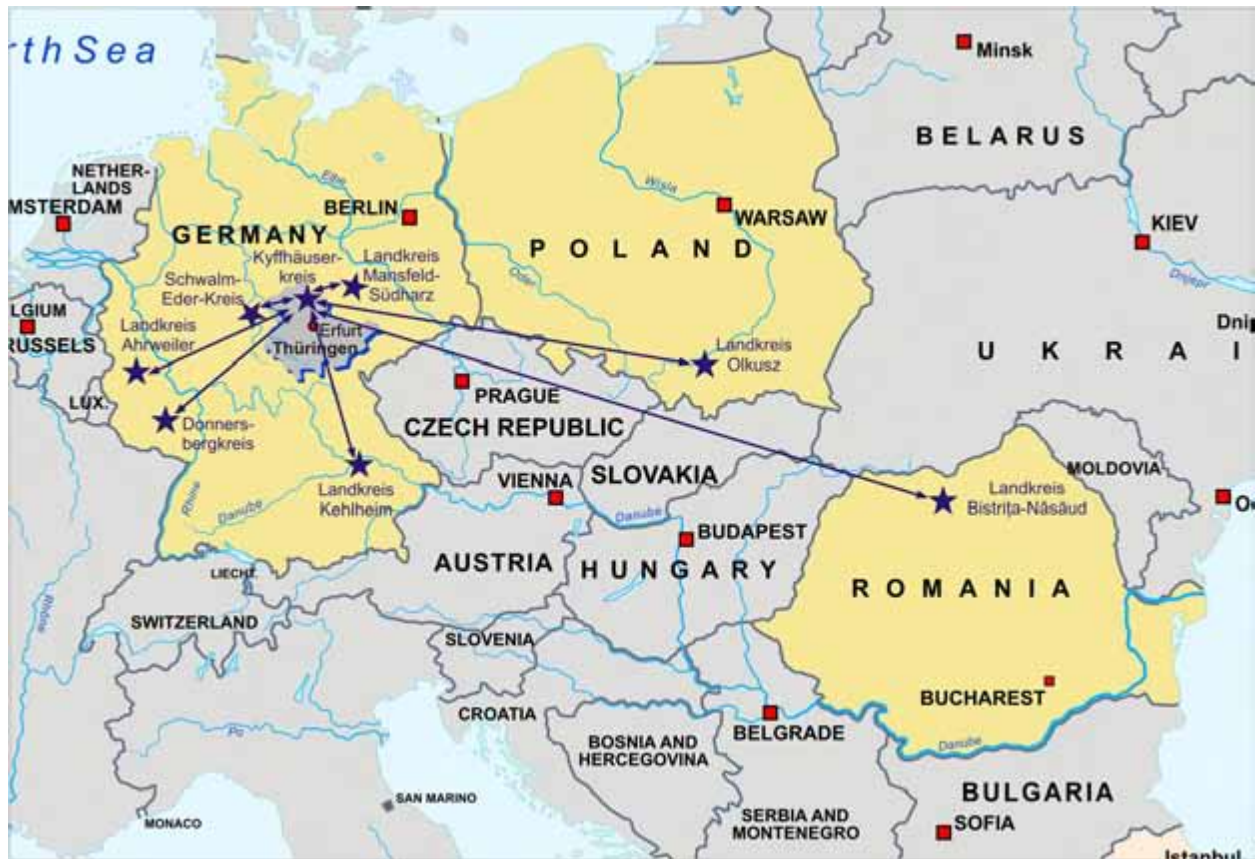 rth Sea
Minsk
BELARUS
NETHER-
LANDS
MSTERDAM
BERLIN
Elbe
Wisla
WARSAW
KIEV
Dnjepr
GERMANY
POLAND
Kyffhäuser-
kreis
Landkreis
Mansfeld-
Südharz
Schwalm-
Eder-Kreis
Oder
LGIUM
RUSSELS
Landkreis
Ahrweiler
Erfurt
Thüringen
Landkreis
Olkusz
Dnip
UKRAI
LUX.
PRAGUE
CZECH REPUBLIC
Donners-
bergkreis
SLOVAKIA
MOLDOVIA
Rhine
Danube
Landkreis
Kehlheim
VIENNA
Danube
BUDAPEST
Landkreis
Bistrița-Năsăud
O
AUSTRIA
HUNGARY
ROMANIA
LIECHT.
Rhône
SWITZERLAND
SLOVENIA
BUCHAREST
CROATIA
BELGRADE
Po
BOSNIA AND
HERCEGOVINA
Danube
BULGARIA
SAN MARINO
MONACO
SERBIA AND
MONTENEGRO
SOFIA
Istanbul